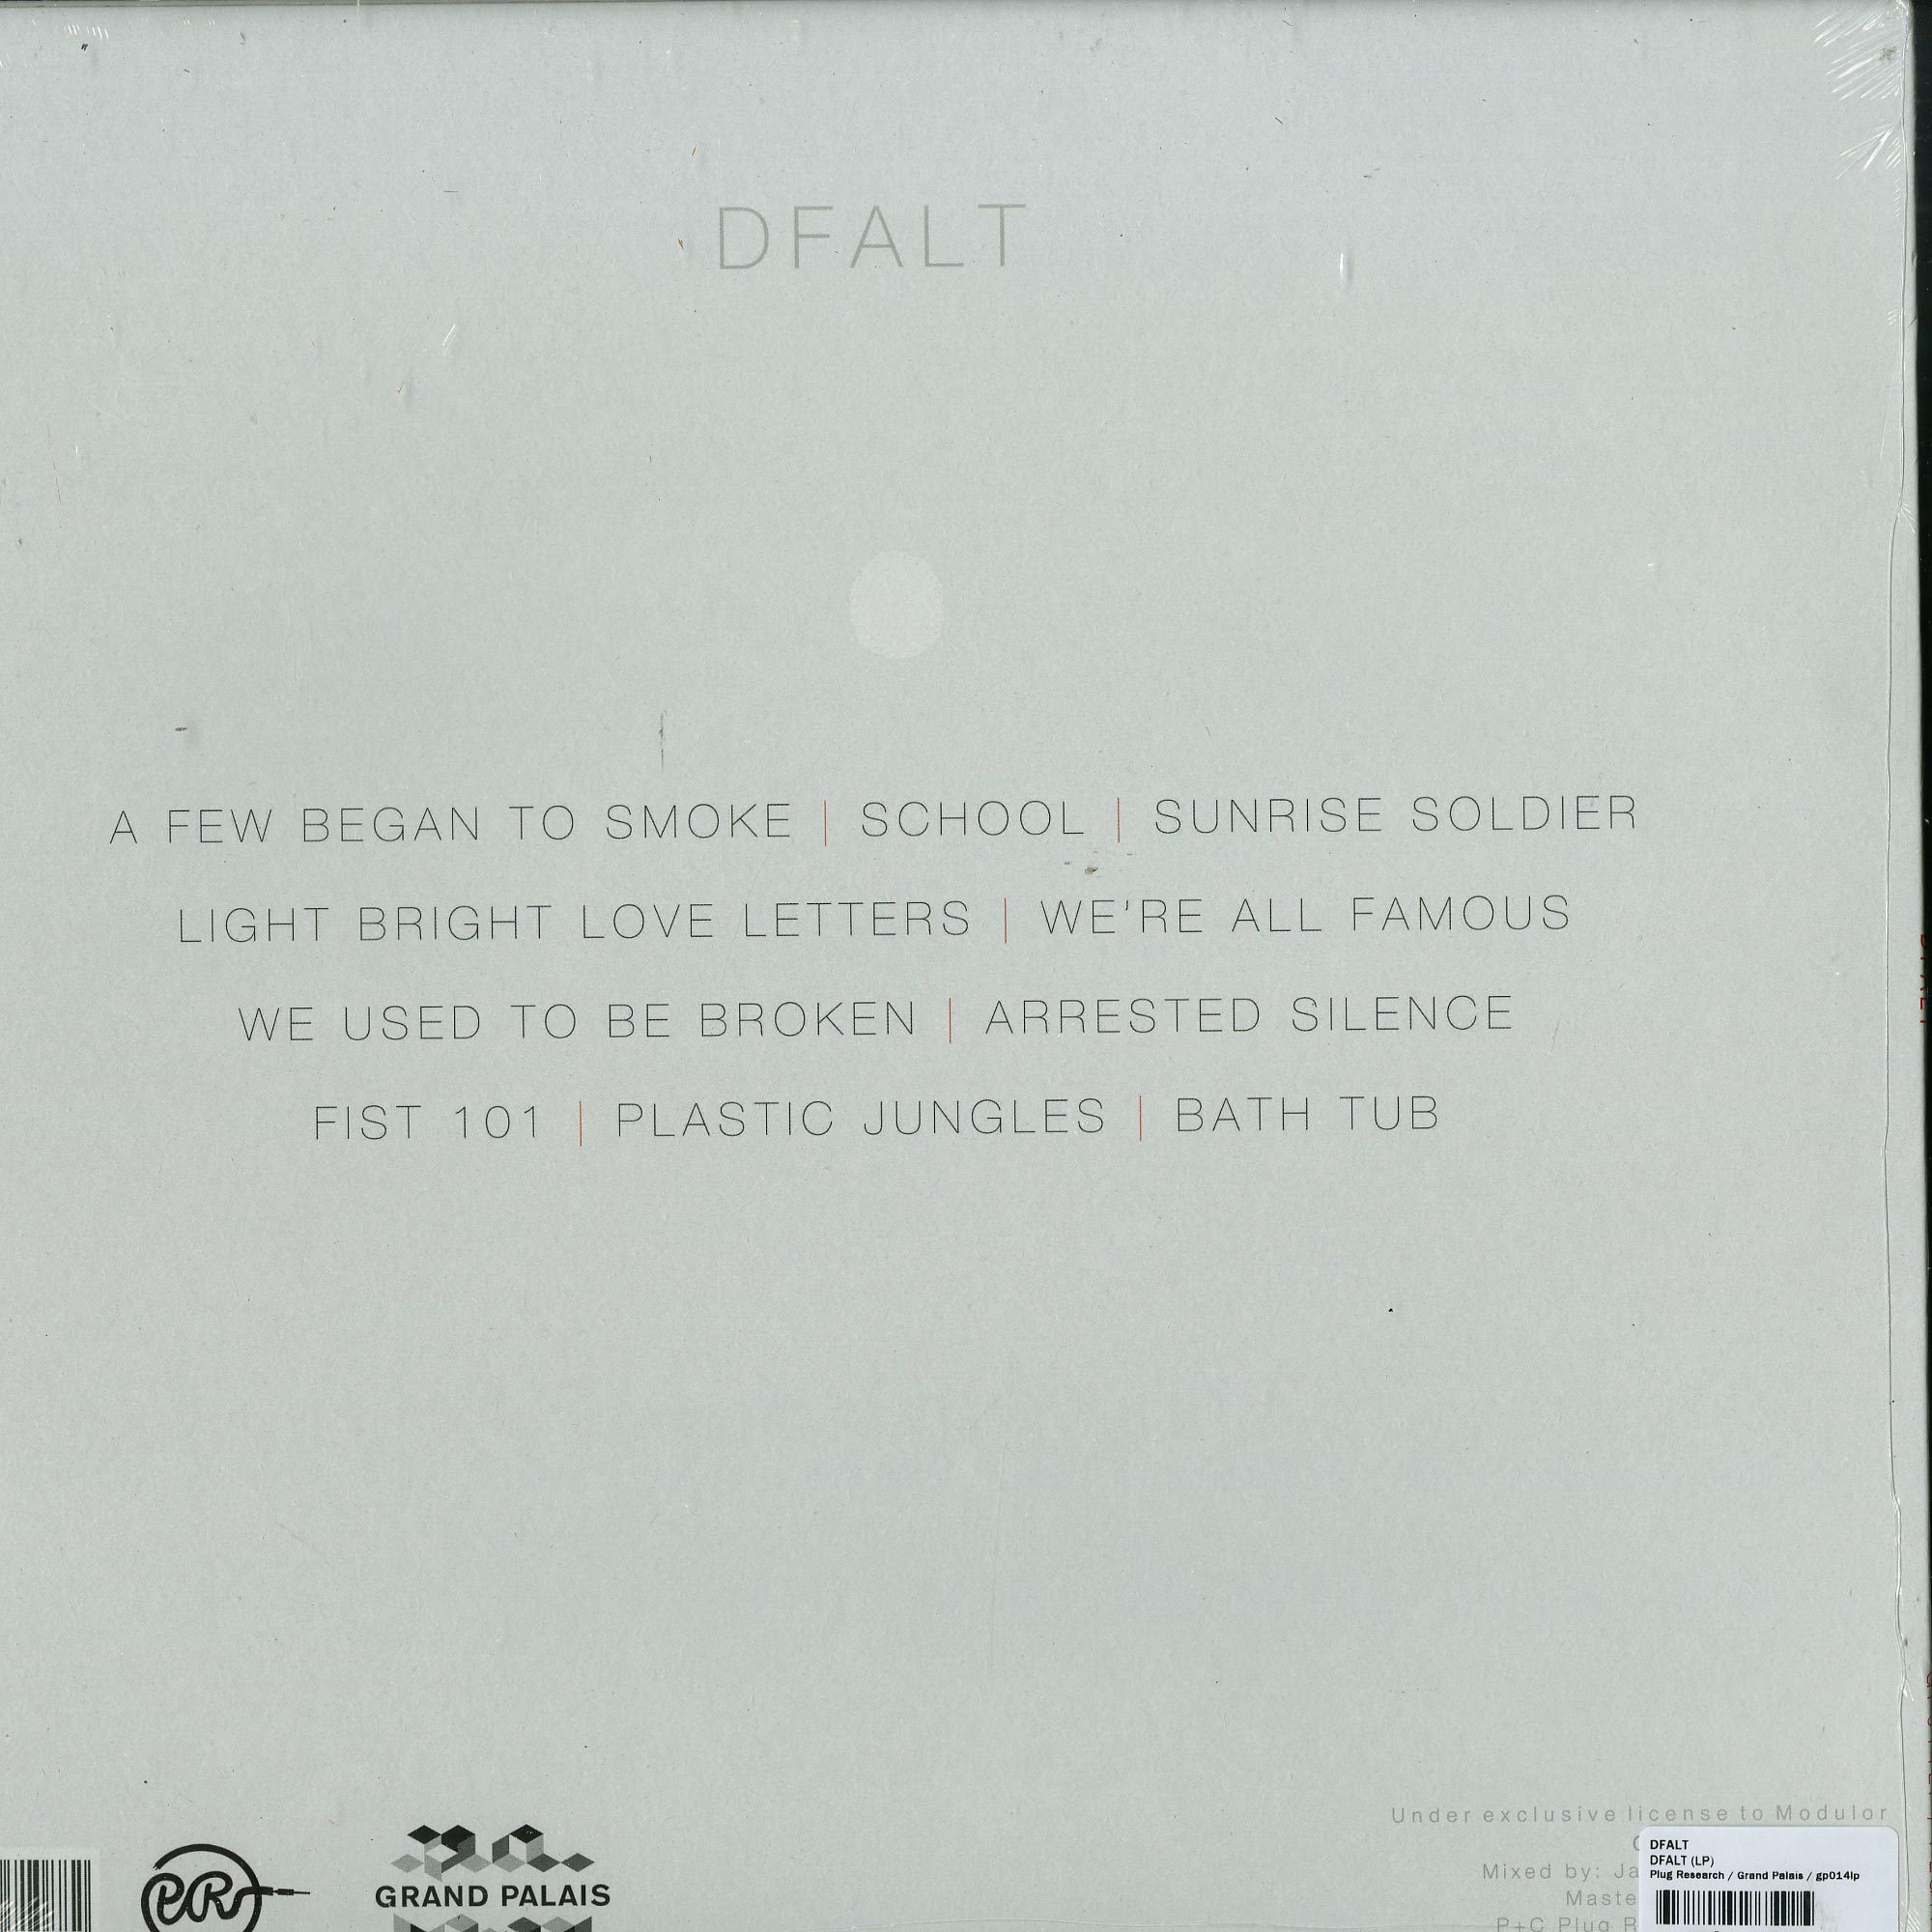 DFALT
A FEW BEGAN TO SMOKE | SCHOOL | SUNRISE SOLDIER
LIGHT BRIGHT LOVE LETTERS | WE'RE ALL FAMOUS
WE USED TO BE BROKEN | ARRESTED SILENCE
FIST 101 | PLASTIC JUNGLES | BATH TUB
PR
GRAND PALAIS
Under exclusive license to Modulor
Mixed by:
P+C Plug
DFALT
DFALT (LP)
Plug Research / Grand Palais / gp014lp